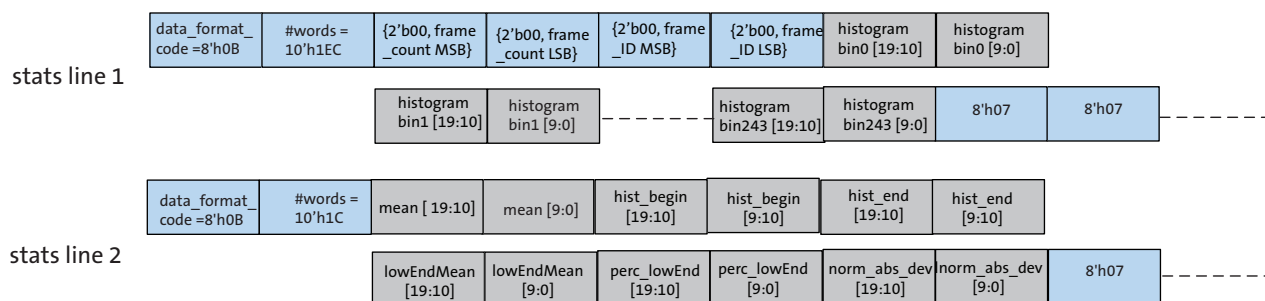 data_format_
code =8'h0B
#words =
10'h1EC
{2'b00, frame
_count MSB}
{2'b00, frame
_count LSB}
{2'b00, frame
_ID MSB}
{2'b00, frame
_ID LSB}
histogram
bin0 [19:10]
histogram
bin0 [9:0]
stats line 1
histogram
bin1 [19:10]
histogram
bin1 [9:0]
histogram
bin243 [19:10]
histogram
bin243 [9:0]
8'h07
8'h07
data_format_
code =8'h0B
#words =
10'h1C
mean [ 19:10]
mean [9:0]
hist_begin
[19:10]
hist_begin
[9:10]
hist_end
[19:10]
hist_end
[9:10]
stats line 2
lowEndMean
[19:10]
lowEndMean
[9:0]
perc_lowEnd
[19:10]
perc_lowEnd
[9:0]
norm_abs_dev
[19:10]
lnorm_abs_dev
[9:0]
8'h07